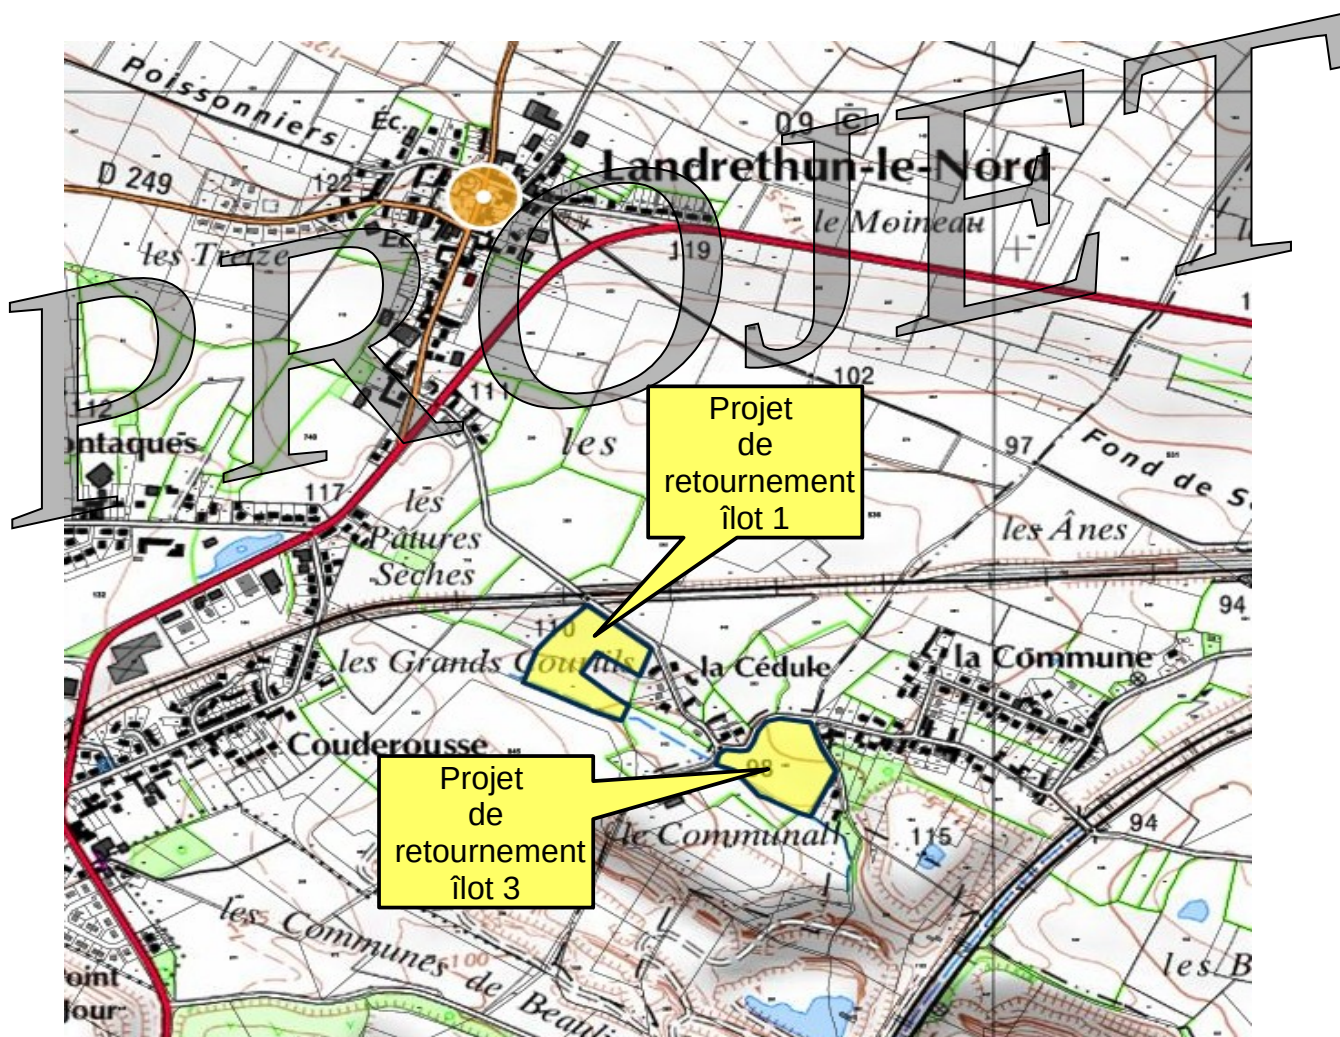 PROJET
Poissonniers
Éc.
09 C
Landrethun-le-Nord
D 249
122
le Moineau
les Treize
Éc.
119
102
111
112
ontaques
les
97
Fond de S
117
les
Pâtures
Sèches
les Ânes
Projet
de
retournement
îlot 1
94
110
les Grands Courtils
la Cédule
la Commune
Couderousse
98
Projet
de
retournement
îlot 3
le Communal
115
94
les Communes de Beauli
100
les B
oint
Jour